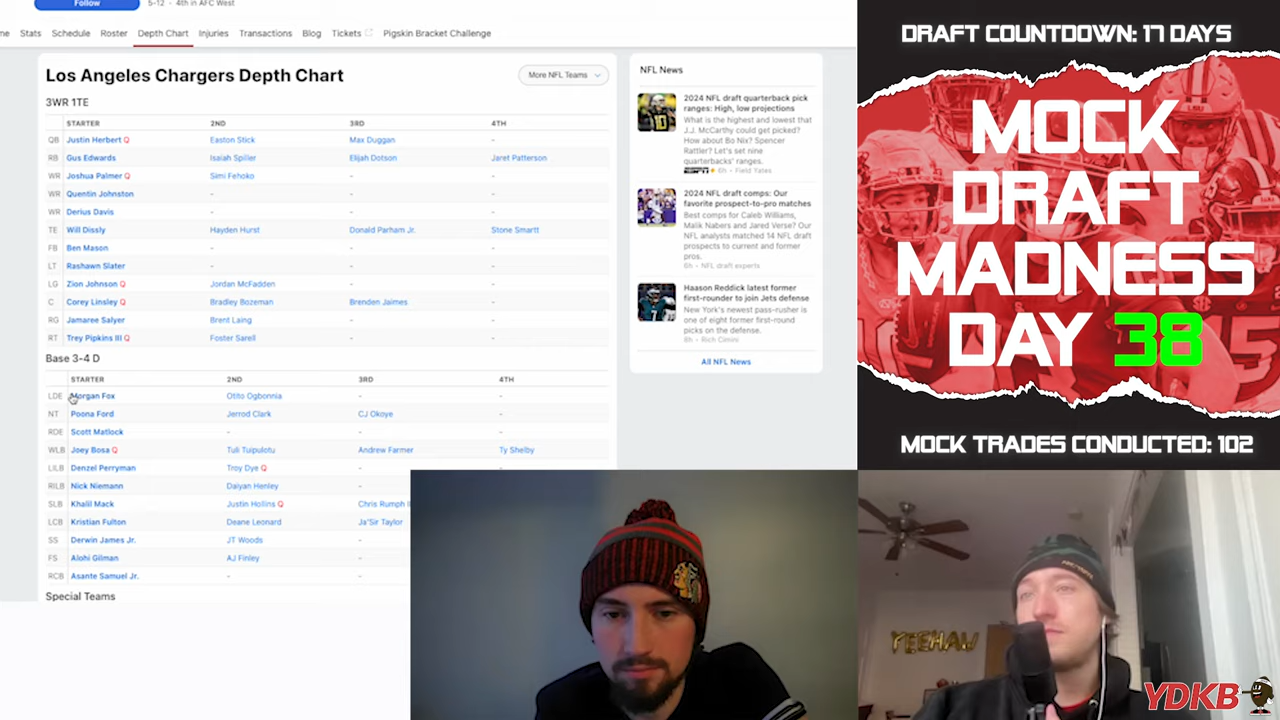 Follow
5-12 • 4th in AFC West
Stats Schedule Roster Depth Chart Injuries Transactions Blog Tickets Pigskin Bracket Challenge
Los Angeles Chargers Depth Chart
More NFL Teams
3WR 1TE
STARTER 2ND 3RD 4TH
QB Justin Herbert Q Easton Stick Max Duggan -
RB Gus Edwards Isaiah Spiller Elijah Dotson Jaret Patterson
WR Joshua Palmer Q Simi Fehoko - -
WR Quentin Johnston - - -
WR Derius Davis - - -
TE Will Dissly Hayden Hurst Donald Parham Jr. Stone Smartt
FB Ben Mason - - -
LT Rashawn Slater - - -
LG Zion Johnson Q Jordan McFadden - -
C Corey Linsley Q Bradley Bozeman Brenden Jaimes -
RG Jamaree Salyer Brent Laing - -
RT Trey Pipkins III Q Foster Sarell - -
Base 3-4 D
STARTER 2ND 3RD 4TH
LDE Morgan Fox Otito Ogbonnia - -
NT Poona Ford Jerrod Clark CJ Okoye -
RDE Scott Matlock - - -
WLB Joey Bosa Q Tuli Tuipulotu Andrew Farmer Ty Shelby
LILB Denzel Perryman Troy Dye Q - -
RILB Nick Niemann Daiyan Henley
SLB Khalil Mack Justin Hollins Q Chris Rumph
LCB Kristian Fulton Deane Leonard Ja'Sir Taylor
SS Derwin James Jr. JT Woods -
FS Alohi Gilman AJ Finley -
RCB Asante Samuel Jr. - -
Special Teams
NFL News
2024 NFL draft quarterback pick
ranges: High, low projections
What is the highest and lowest that
J.J. McCarthy could get picked?
How about Bo Nix? Spencer
Rattler? Let's set nine
quarterbacks' ranges.
ESPN+ 6h • Field Yates
2024 NFL draft comps: Our
favorite prospect-to-pro matches
Best comps for Caleb Williams,
Malik Nabers and Jared Verse? Our
NFL analysts matched 14 NFL draft
prospects to current and former
pros.
6h • NFL draft experts
Haason Reddick latest former
first-rounder to join Jets defense
New York's newest pass-rusher is
one of eight former first-round
picks on the defense.
8h • Rich Cimini
All NFL News
DRAFT COUNTDOWN: 17 DAYS
MOCK
DRAFT
MADNESS
DAY 38
MOCK TRADES CONDUCTED: 102
YEEHAW
YDKB